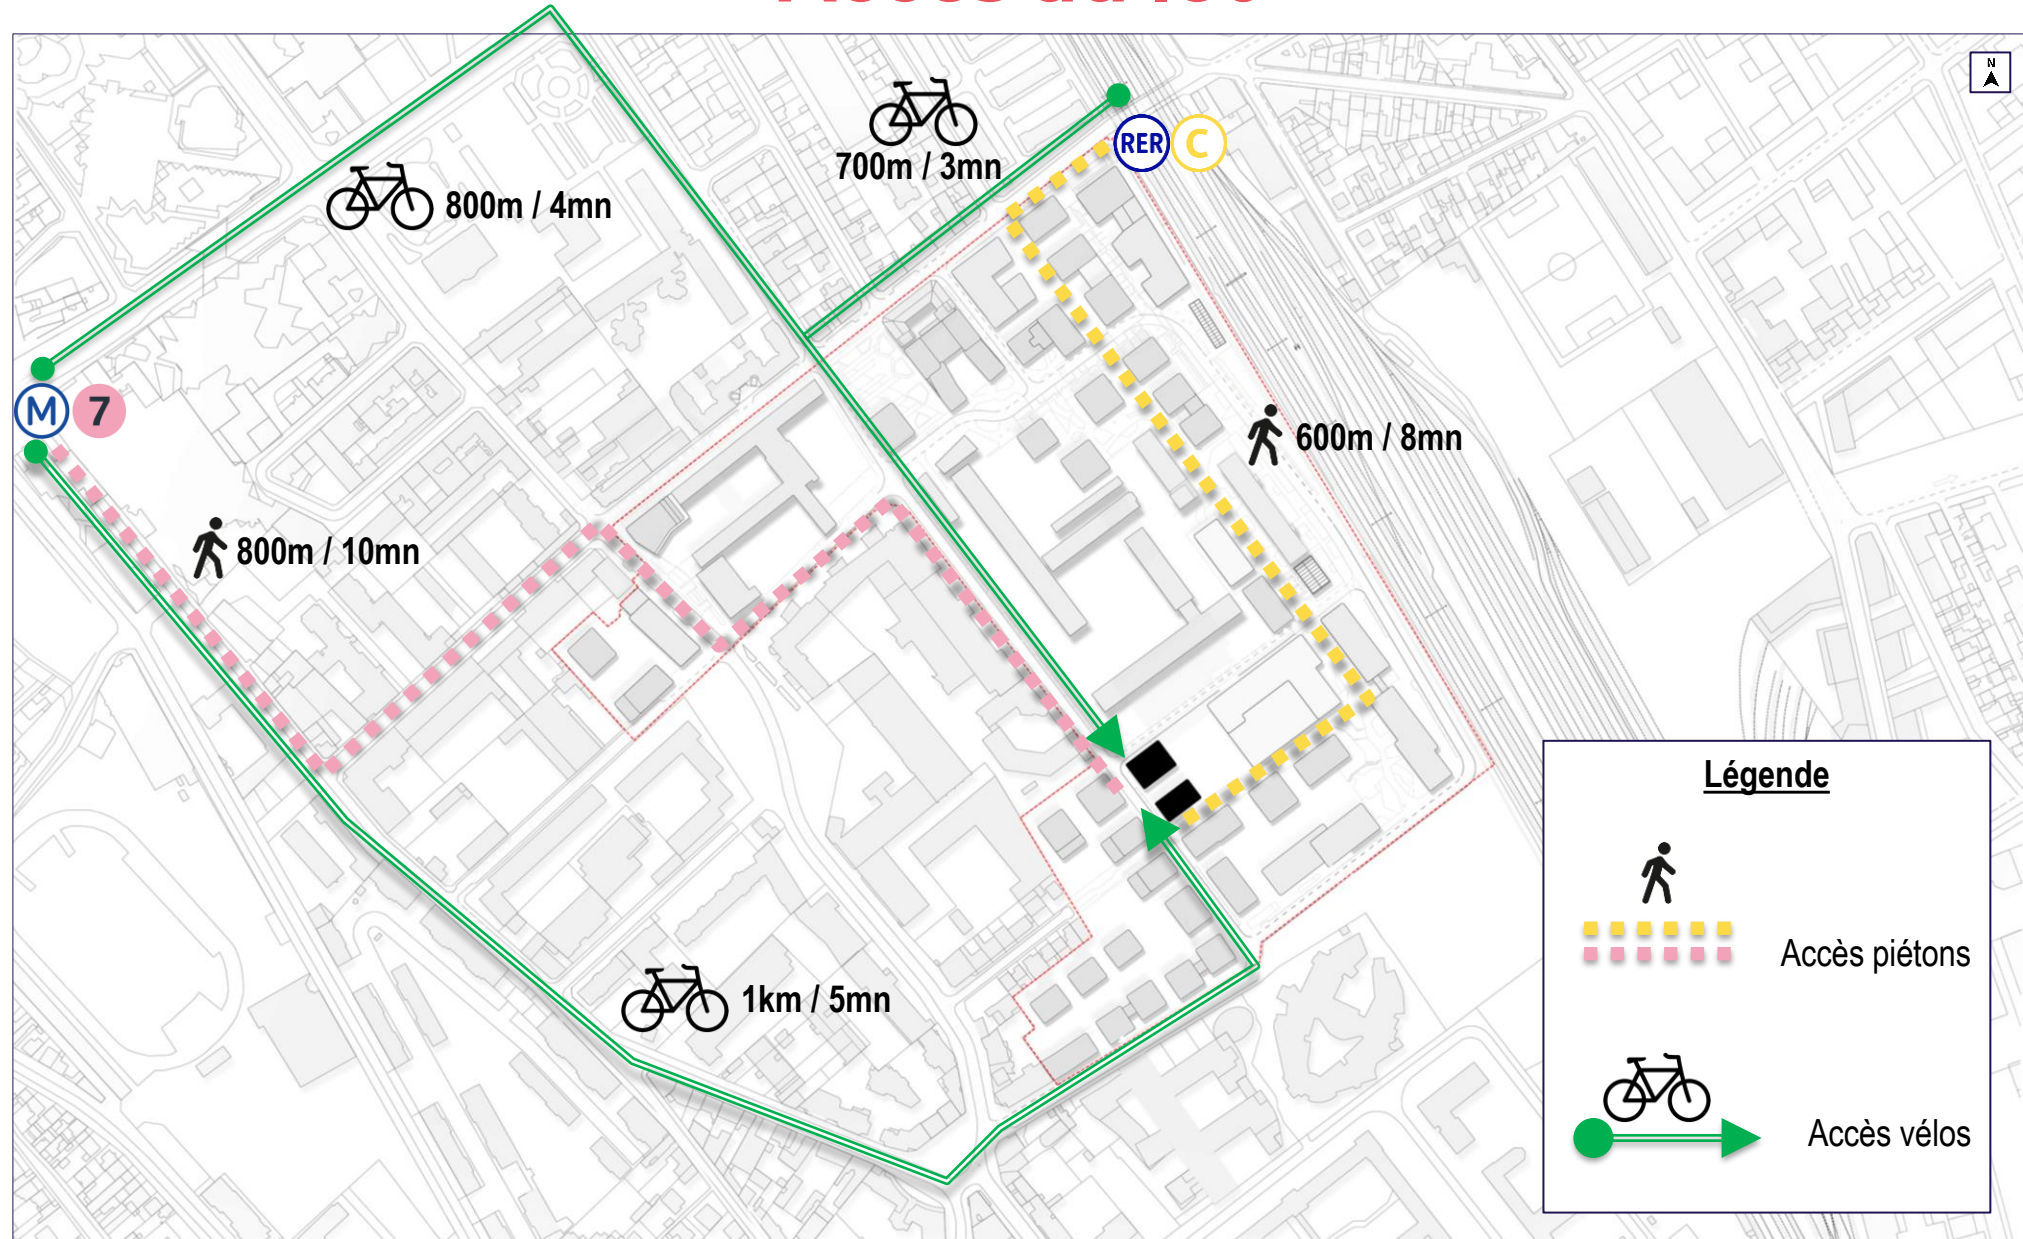 N
700m / 3mn
RER C
800m / 4mn
M 7
600m / 8mn
800m / 10mn
1km / 5mn
Légende
Accès piétons
Accès vélos